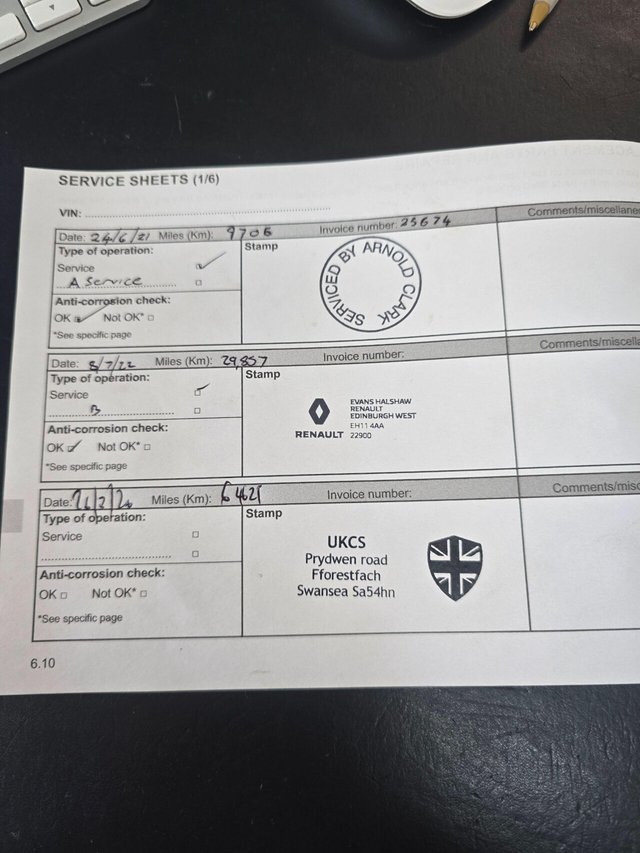 SERVICE SHEETS (1/6)
VIN:
Date: 24/6/21 Miles (Km): 9706 Invoice number: 25674 Comments/miscellane
Type of operation:
Stamp
Service
A Service
Anti-corrosion check:
OK Not OK*
*See specific page
SERVICED BY ARNOLD CLARK
Date: 8/7/22 Miles (Km): 29,857 Invoice number: Comments/miscella
Type of operation:
Stamp
Service
B
Anti-corrosion check:
OK Not OK*
*See specific page
RENAULT
EVANS HALSHAW
RENAULT
EDINBURGH WEST
EH11 4AA
22900
Date: Miles (Km): Invoice number: Comments/misc
Type of operation:
Stamp
Service
Anti-corrosion check:
OK Not OK*
*See specific page
UKCS
Prydwen road
Fforestfach
Swansea Sa54hn
6.10